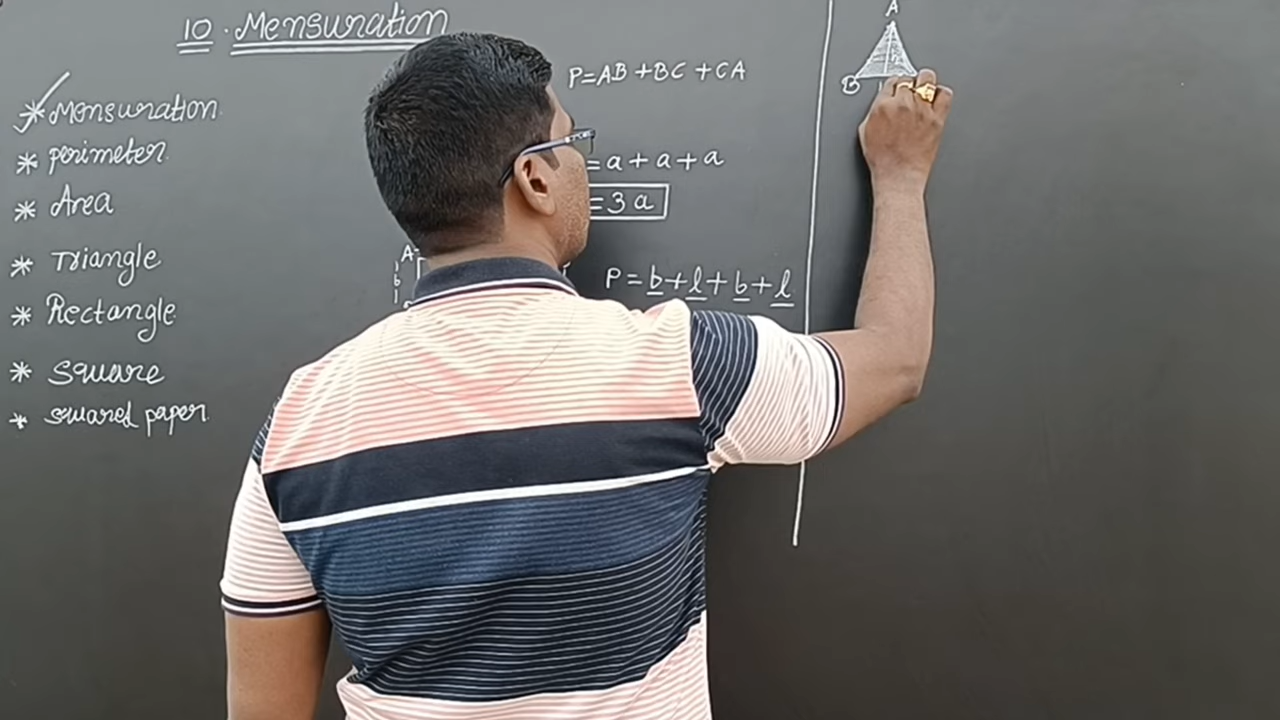 10. Mensuration
* Mensuration
* perimeter
* Area
* Triangle
* Rectangle
* square
* squared paper
P=AB+BC+CA
=a+a+a
=3a
A
b
P=b+l+b+l
A
B